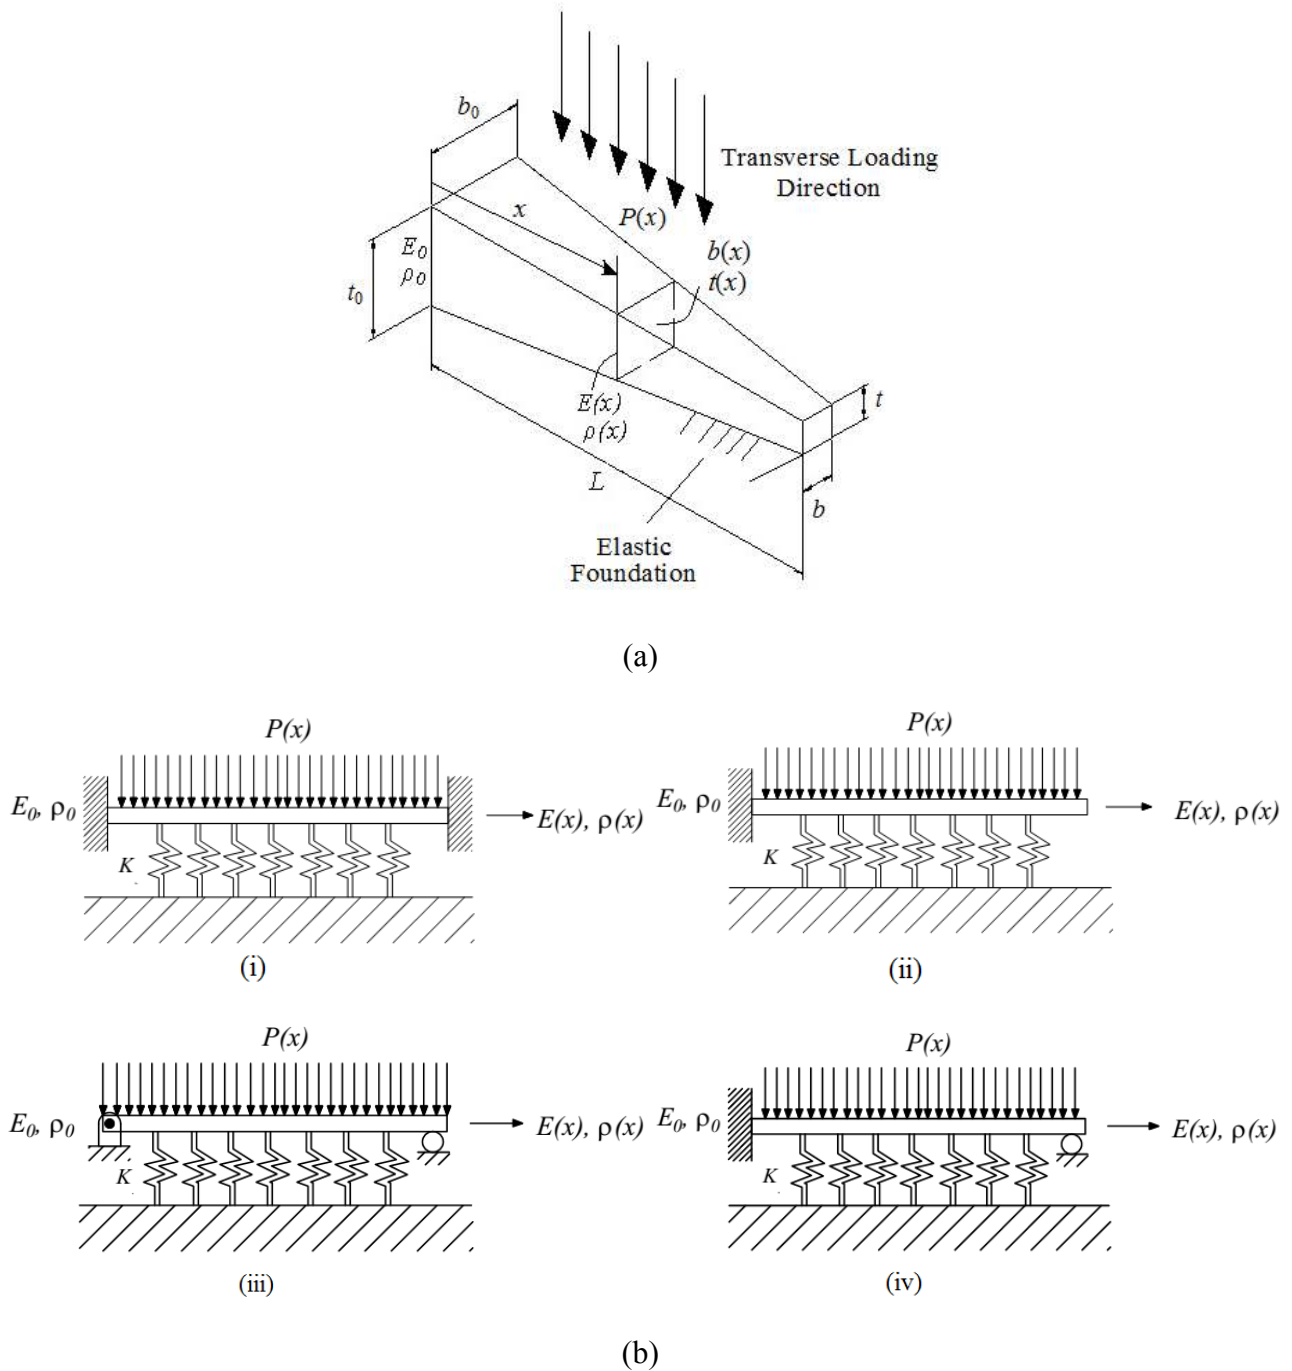 b₀
Transverse Loading
Direction
x
P(x)
b(x)
t(x)
E₀
ρ₀
t₀
E(x)
ρ(x)
t
L
b
Elastic
Foundation
(a)
P(x)
E₀, ρ₀
E(x), ρ(x)
K
(i)
P(x)
E₀, ρ₀
E(x), ρ(x)
K
(ii)
P(x)
E₀, ρ₀
E(x), ρ(x)
K
(iii)
P(x)
E₀, ρ₀
E(x), ρ(x)
K
(iv)
(b)